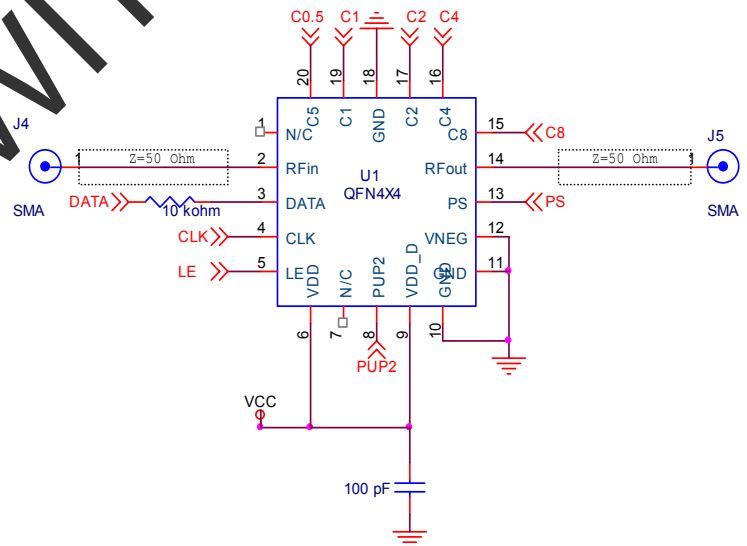 C0.5 C1 C2 C4
20 19 18 17 16
C5 C1 GND C2 C4
J4
1 N/C C8 15 C8
J5
1 Z=50 Ohm 2 RFin RFout 14 Z=50 Ohm 1
U1
QFN4X4
SMA DATA 10 kohm 3 DATA PS 13 PS SMA
CLK 4 CLK VNEG 12
LE 5 LE GND 11
VDD N/C PUP2 VDD_D GND
6 7 8 9 10
PUP2
VCC
100 pF